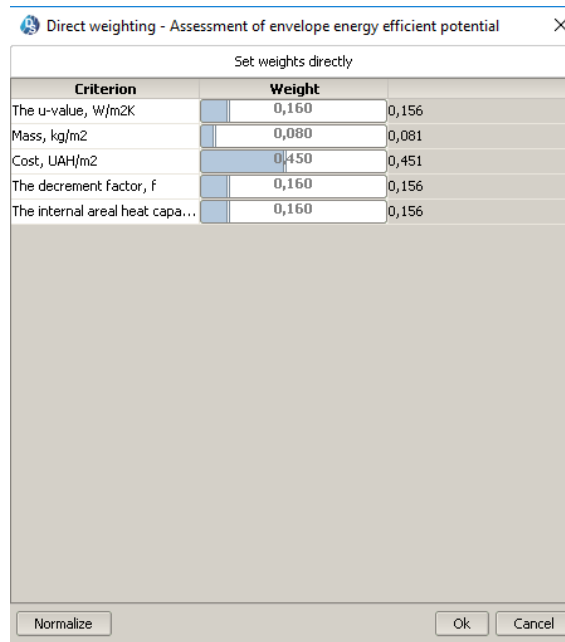 Direct weighting - Assessment of envelope energy efficient potential
Set weights directly
Criterion Weight
The u-value, W/m2K 0,160 0,156
Mass, kg/m2 0,080 0,081
Cost, UAH/m2 0,450 0,451
The decrement factor, f 0,160 0,156
The internal areal heat capa... 0,160 0,156
Normalize Ok Cancel